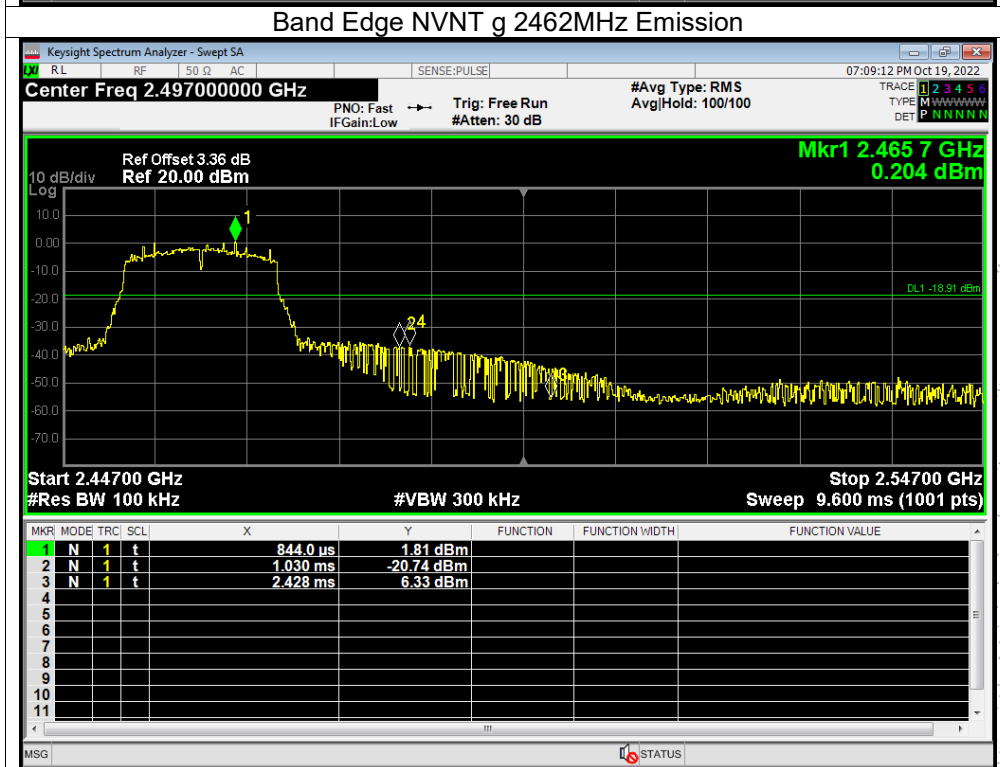 Band Edge NVNT g 2462MHz Emission
Keysight Spectrum Analyzer - Swept SA
LXI RL RF 50 Ω AC SENSE:PULSE 07:09:12 PM Oct 19, 2022
Center Freq 2.497000000 GHz #Avg Type: RMS TRACE 1 2 3 4 5 6
PNO: Fast Trig: Free Run Avg|Hold: 100/100 TYPE M WWWWW
IFGain:Low #Atten: 30 dB DET P N N N N N
Mkr1 2.465 7 GHz
Ref Offset 3.36 dB
10 dB/div Ref 20.00 dBm 0.204 dBm
Log
10.0
1
0.00
-10.0
DL1 -18.91 dBm
-20.0
-30.0
24
-40.0
3
-50.0
-60.0
-70.0
Start 2.44700 GHz Stop 2.54700 GHz
#Res BW 100 kHz #VBW 300 kHz Sweep 9.600 ms (1001 pts)
MKR MODE TRC SCL X Y FUNCTION FUNCTION WIDTH FUNCTION VALUE
1 N 1 t 844.0 µs 1.81 dBm
2 N 1 t 1.030 ms -20.74 dBm
3 N 1 t 2.428 ms 6.33 dBm
4
5
6
7
8
9
10
11
MSG STATUS